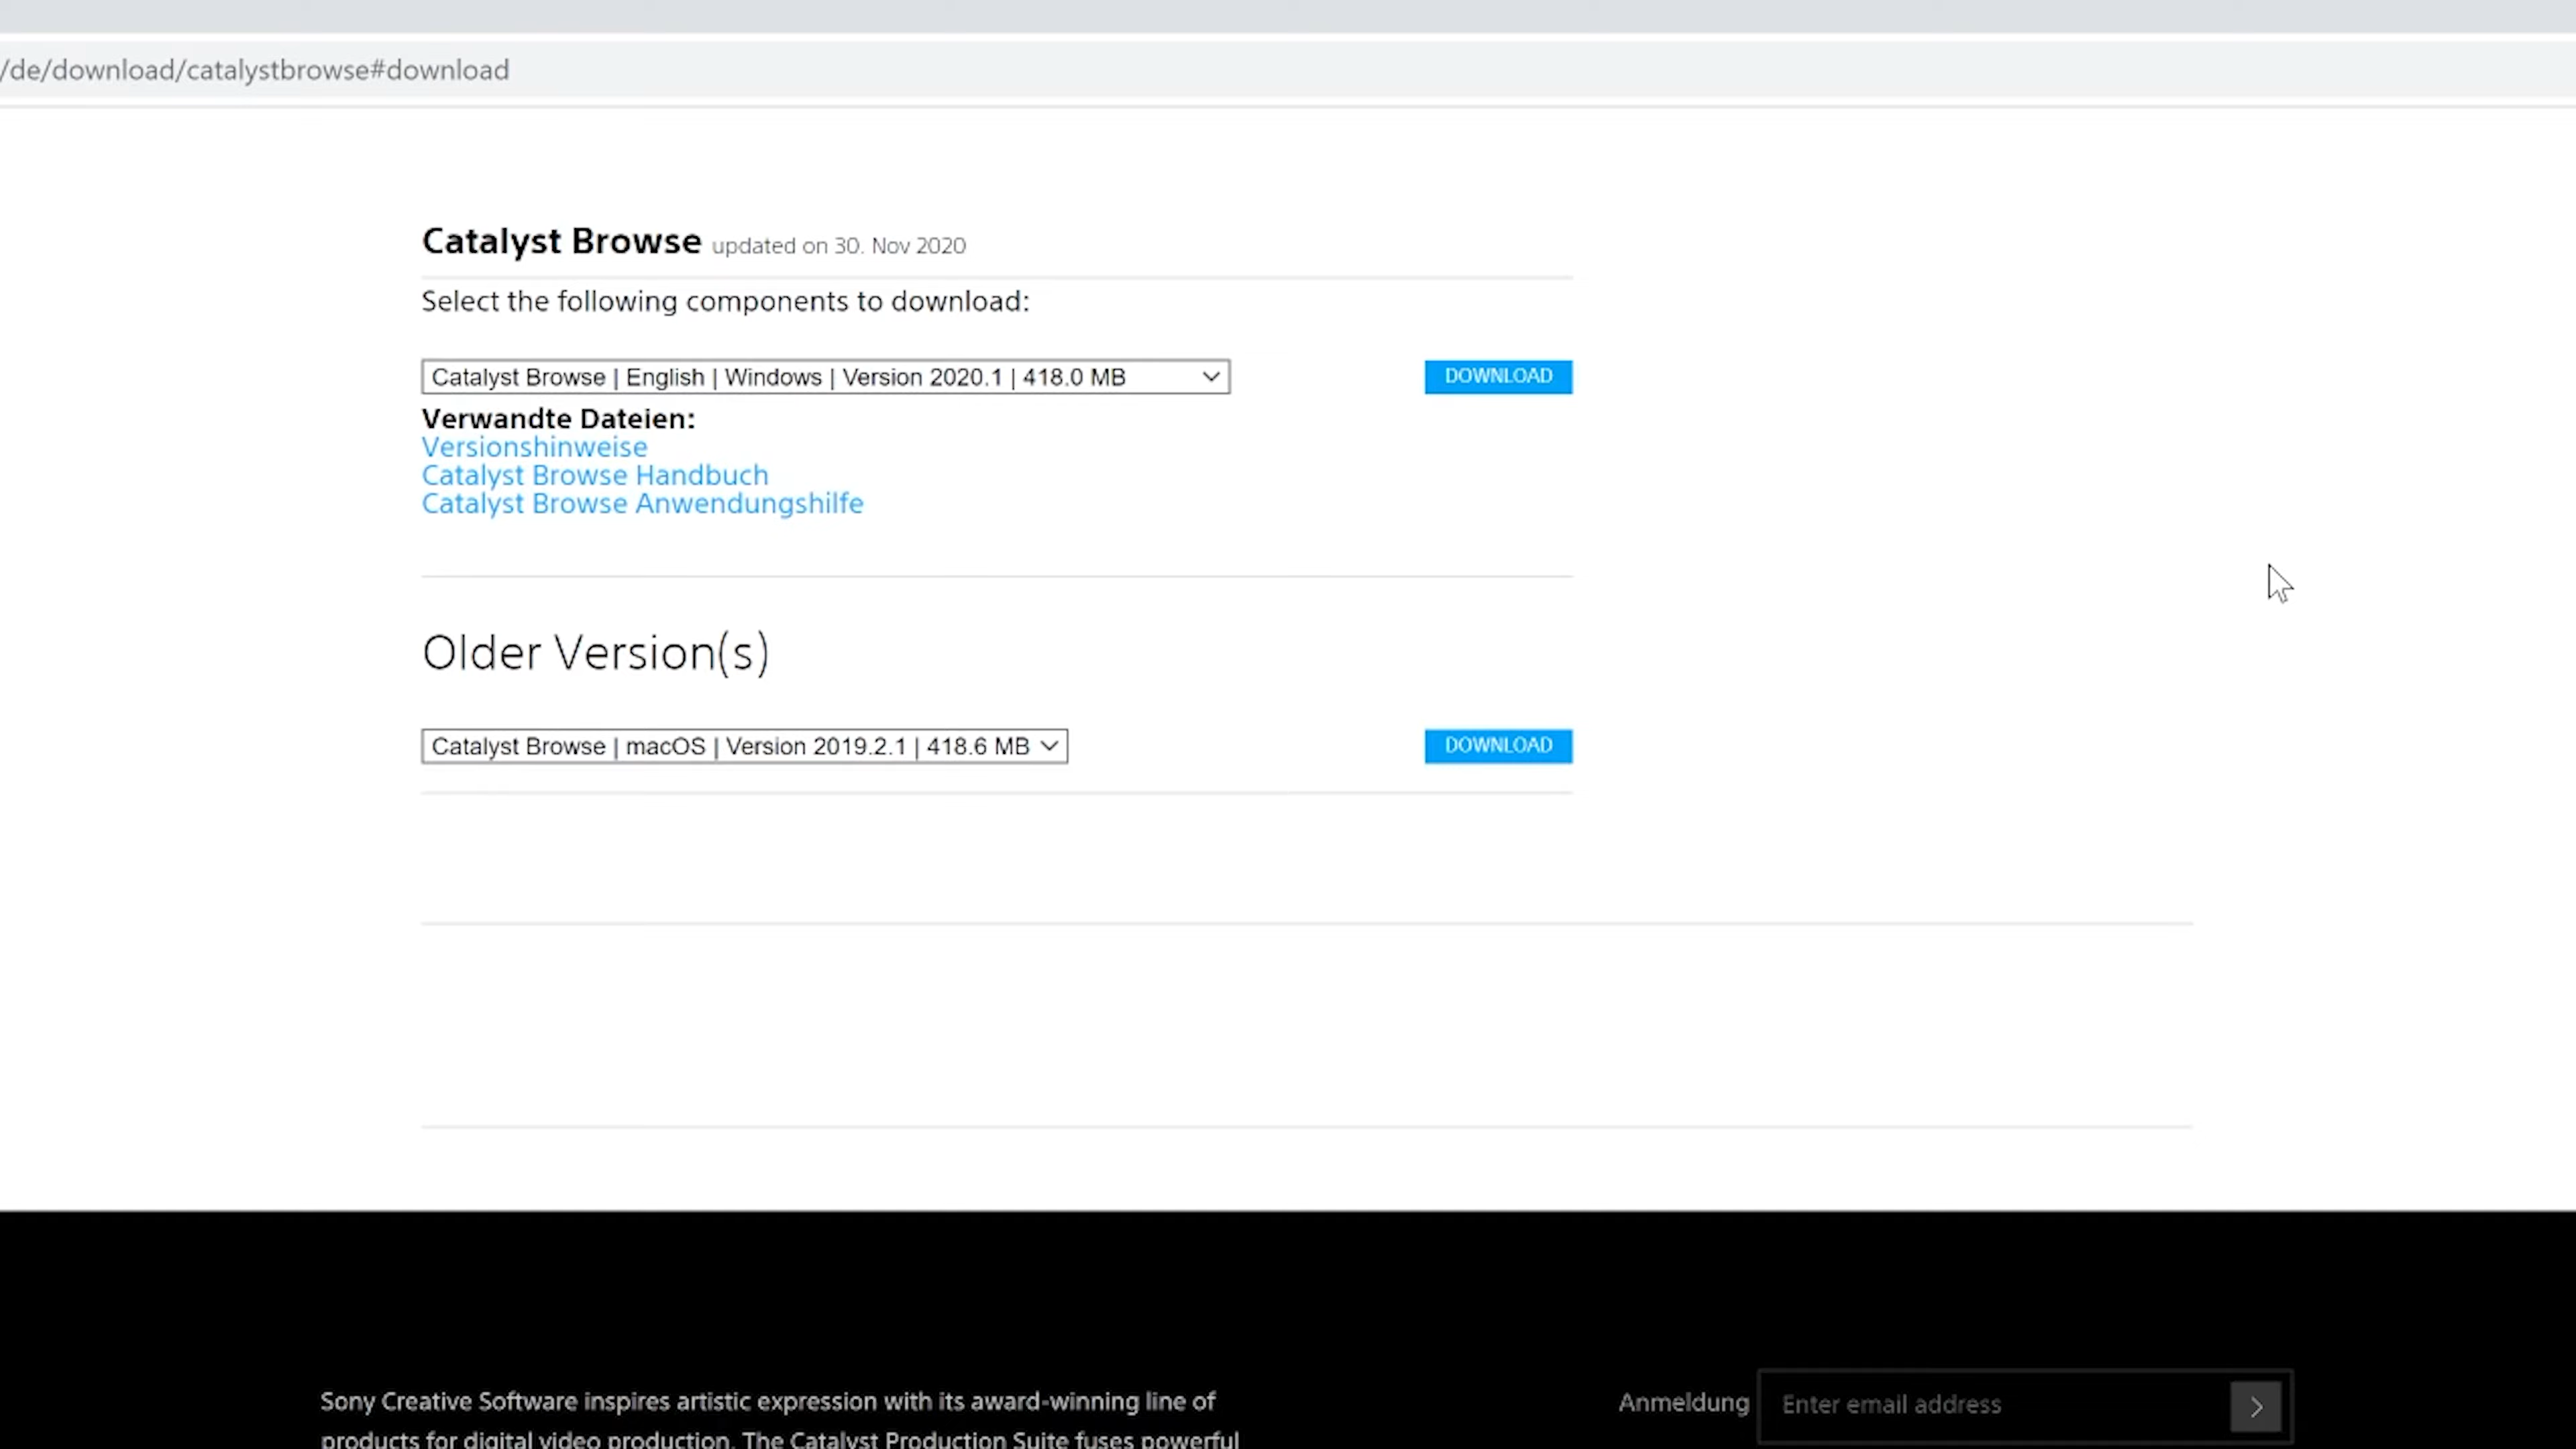 /de/download/catalystbrowse#download
Catalyst Browse updated on 30. Nov 2020
Select the following components to download:
Catalyst Browse | English | Windows | Version 2020.1 | 418.0 MB
DOWNLOAD
Verwandte Dateien:
Versionshinweise
Catalyst Browse Handbuch
Catalyst Browse Anwendungshilfe
Older Version(s)
Catalyst Browse | macOS | Version 2019.2.1 | 418.6 MB
DOWNLOAD
Sony Creative Software inspires artistic expression with its award-winning line of
products for digital video production. The Catalyst Production Suite fuses powerful
Anmeldung
Enter email address